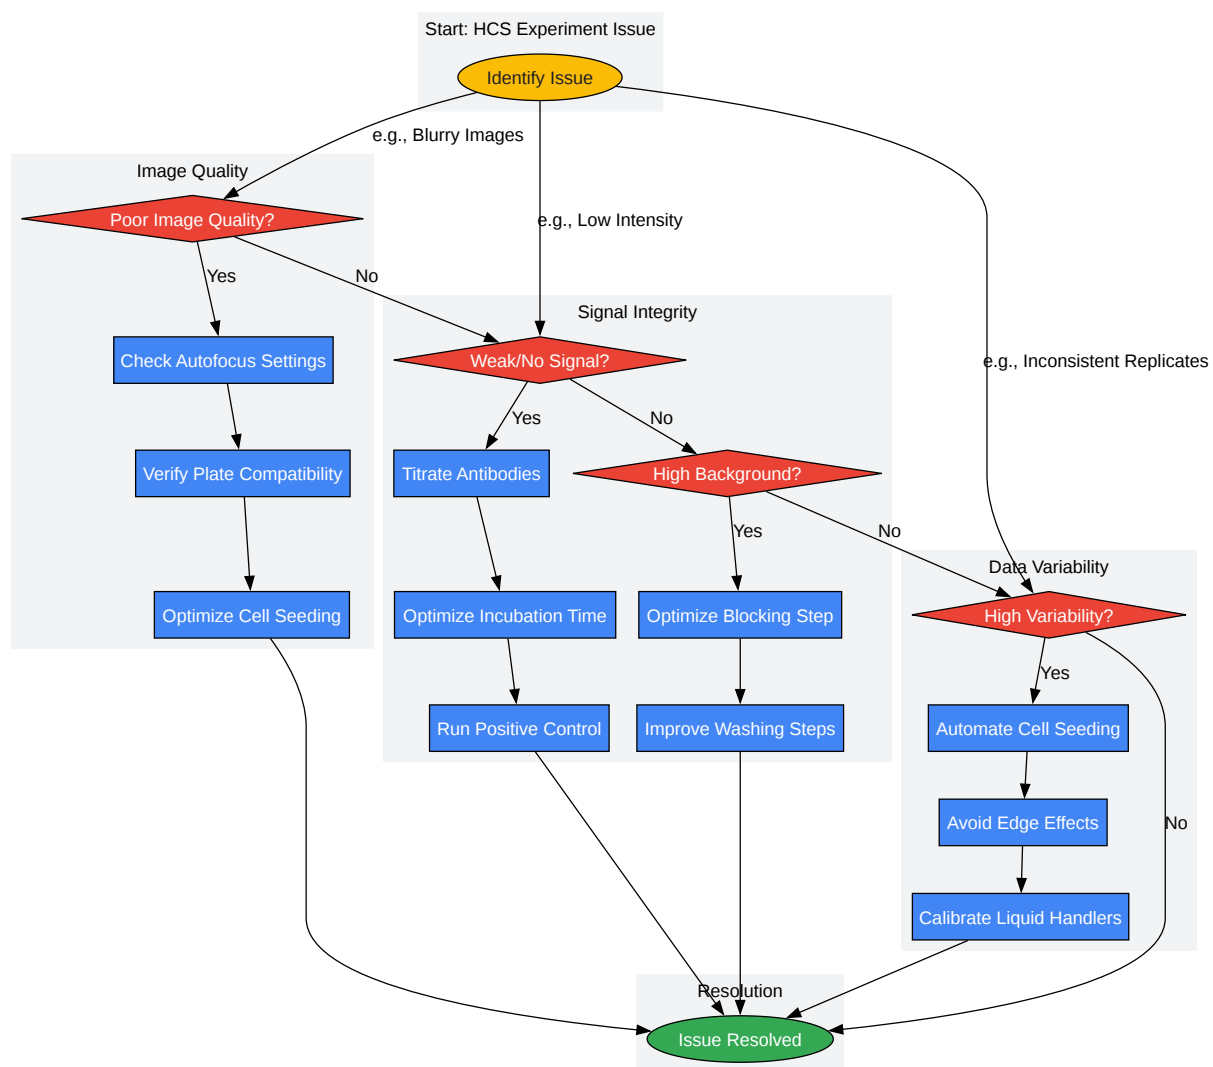 Start: HCS Experiment Issue
Identify Issue
e.g., Blurry Images
Image Quality
Poor Image Quality?
e.g., Low Intensity
Yes
No
Signal Integrity
Check Autofocus Settings
Weak/No Signal?
e.g., Inconsistent Replicates
Yes
No
Verify Plate Compatibility
Titrate Antibodies
High Background?
Yes
No
Data Variability
Optimize Cell Seeding
Optimize Incubation Time
Optimize Blocking Step
High Variability?
Yes
Run Positive Control
Improve Washing Steps
Automate Cell Seeding
Avoid Edge Effects
No
Calibrate Liquid Handlers
Resolution
Issue Resolved